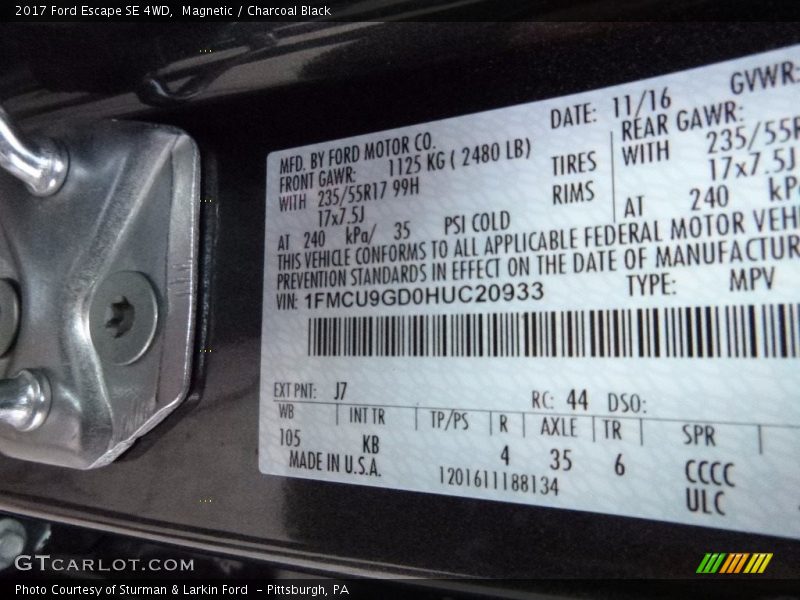 2017 Ford Escape SE 4WD, Magnetic / Charcoal Black
MFD. BY FORD MOTOR CO.
DATE: 11/16
GVWR:
FRONT GAWR: 1125 KG ( 2480 LB)
REAR GAWR:
WITH 235/55R17 99H
TIRES
WITH 235/55R
17x7.5J
RIMS
17x7.5J
AT 240 kPa/ 35 PSI COLD
AT 240 kP
THIS VEHICLE CONFORMS TO ALL APPLICABLE FEDERAL MOTOR VEHI
PREVENTION STANDARDS IN EFFECT ON THE DATE OF MANUFACTUR
VIN: 1FMCU9GD0HUC20933
TYPE: MPV
EXT PNT: J7
RC: 44 DSO:
WB INT TR TP/PS R AXLE TR SPR
105 KB 4 35 6 CCCC
MADE IN U.S.A.
1201611188134
ULC
GTCARLOT.COM
Photo Courtesy of Sturman & Larkin Ford - Pittsburgh, PA